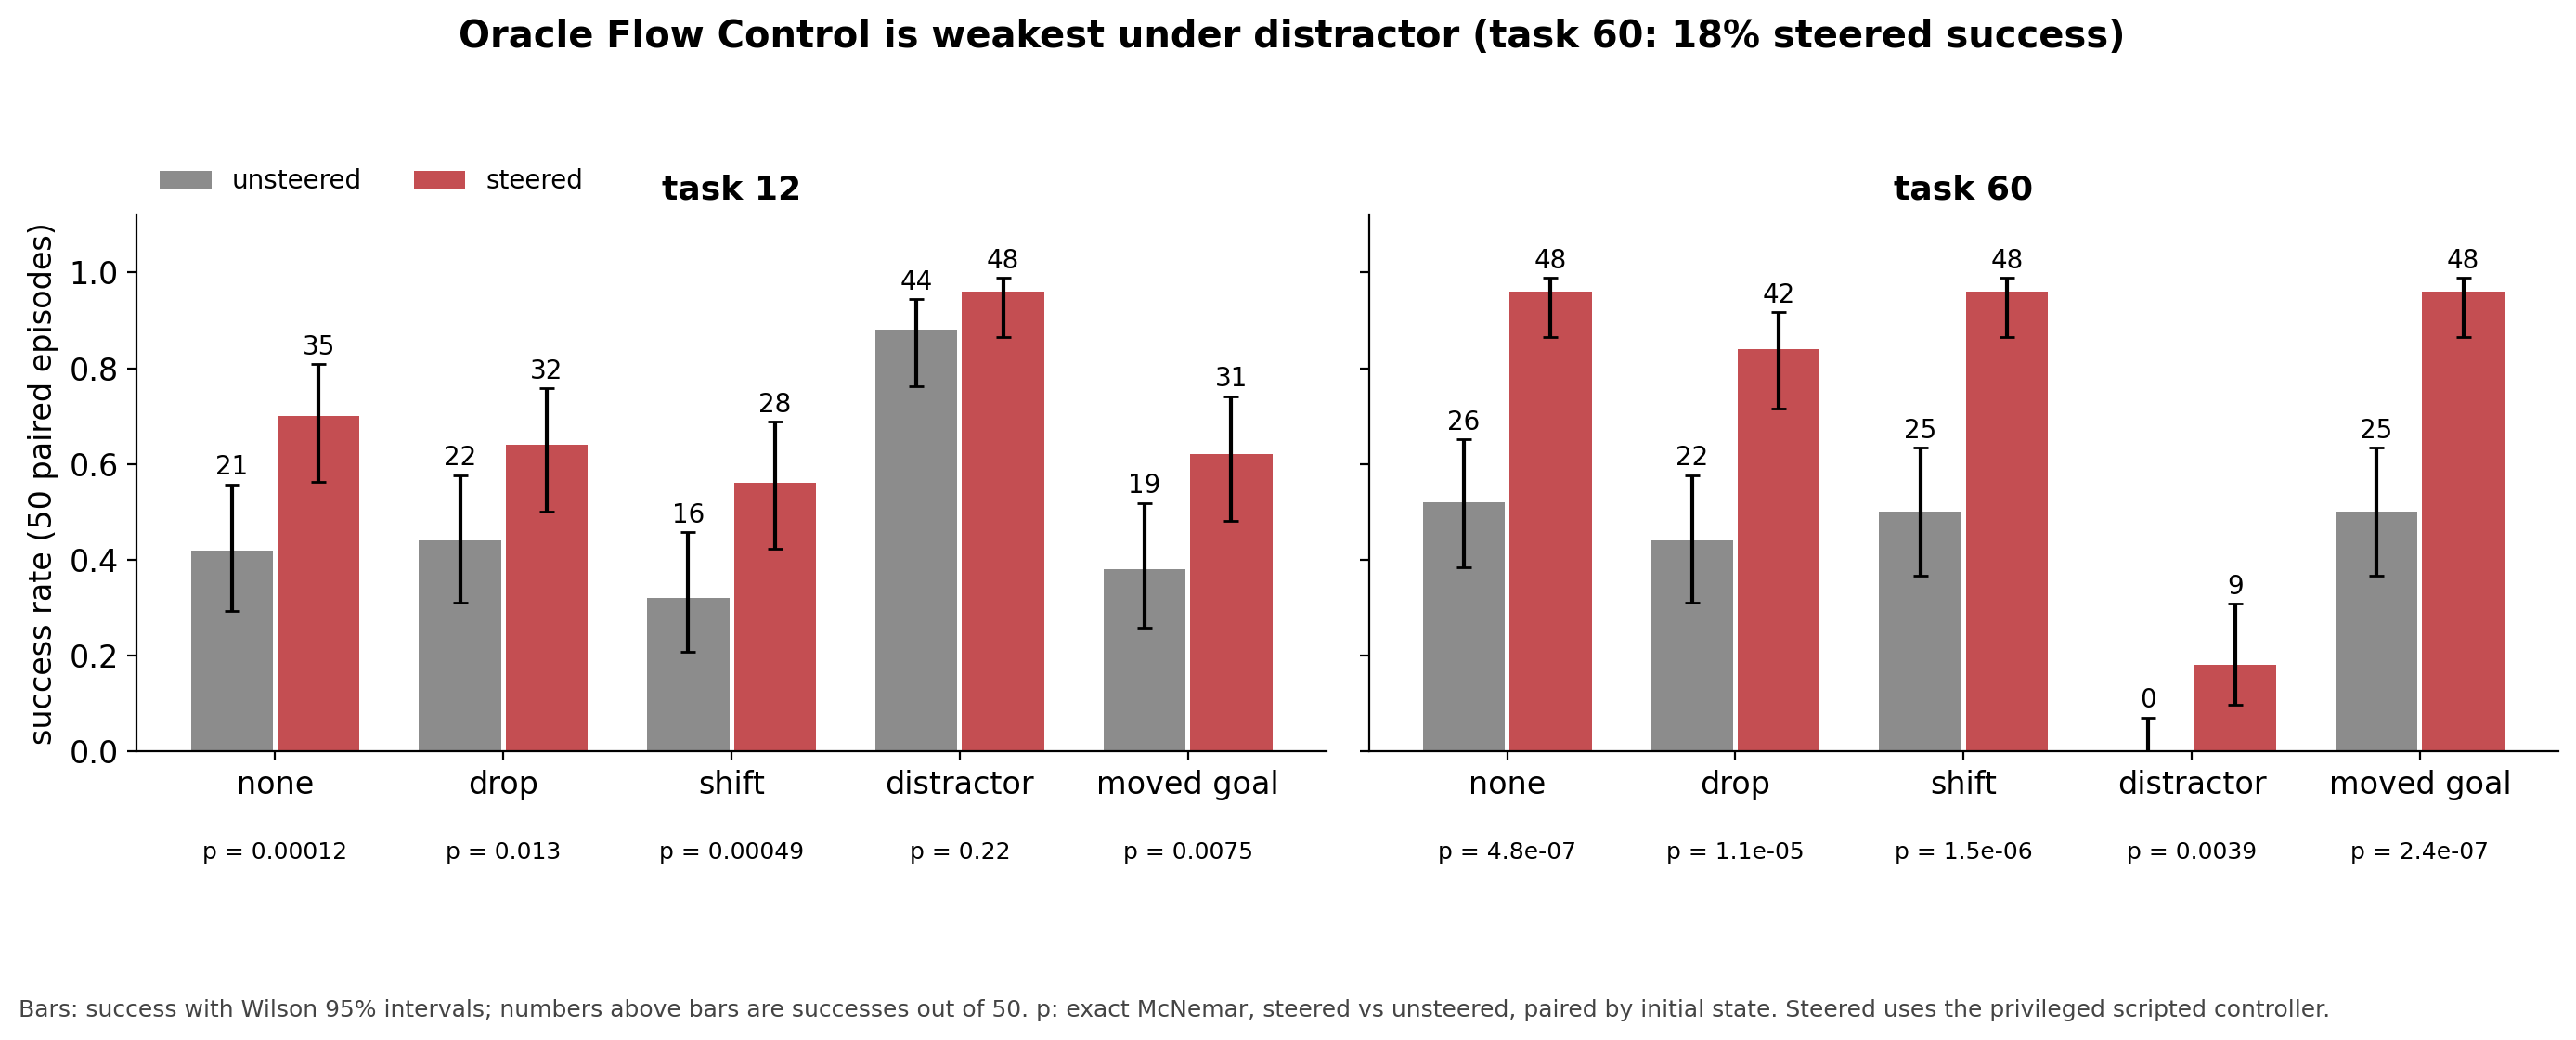 Oracle Flow Control is weakest under distractor (task 60: 18% steered success)
unsteered steered
task 12
task 60
success rate (50 paired episodes)
1.0
0.8
0.6
0.4
0.2
0.0
21 35 22 32 16 28 44 48 19 31
26 48 22 42 25 48 0 9 25 48
none drop shift distractor moved goal
none drop shift distractor moved goal
p = 0.00012 p = 0.013 p = 0.00049 p = 0.22 p = 0.0075
p = 4.8e-07 p = 1.1e-05 p = 1.5e-06 p = 0.0039 p = 2.4e-07
Bars: success with Wilson 95% intervals; numbers above bars are successes out of 50. p: exact McNemar, steered vs unsteered, paired by initial state. Steered uses the privileged scripted controller.